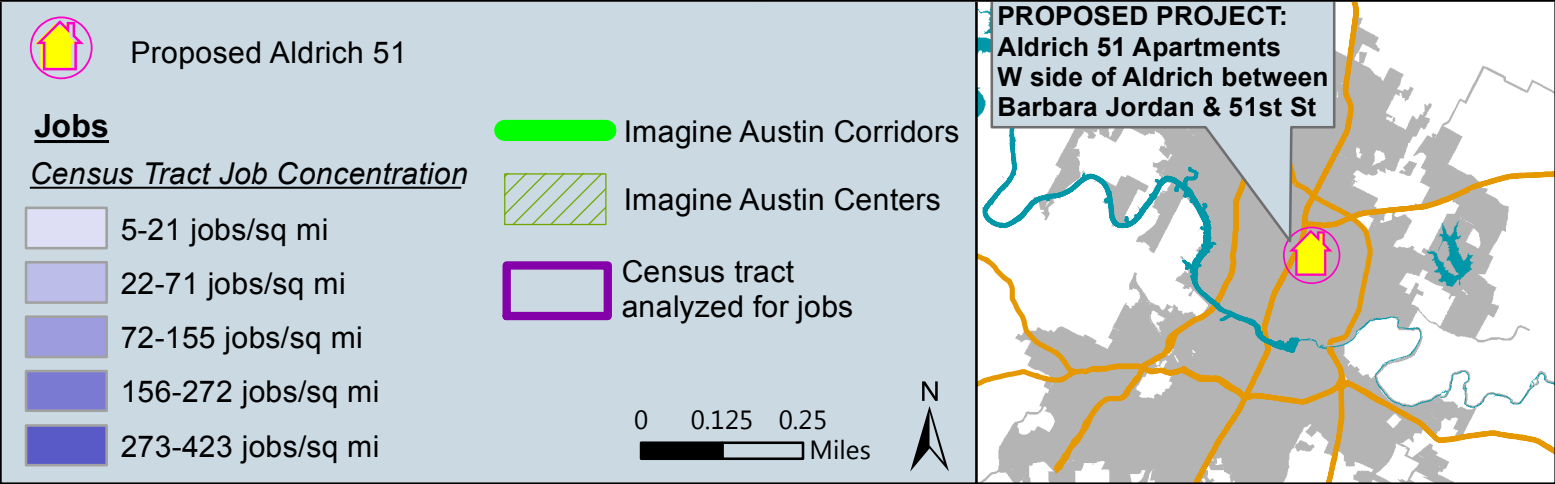 Proposed Aldrich 51
Jobs
Census Tract Job Concentration
5-21 jobs/sq mi
22-71 jobs/sq mi
72-155 jobs/sq mi
156-272 jobs/sq mi
273-423 jobs/sq mi
Imagine Austin Corridors
Imagine Austin Centers
Census tract
analyzed for jobs
0 0.125 0.25
Miles
N
PROPOSED PROJECT:
Aldrich 51 Apartments
W side of Aldrich between
Barbara Jordan & 51st St